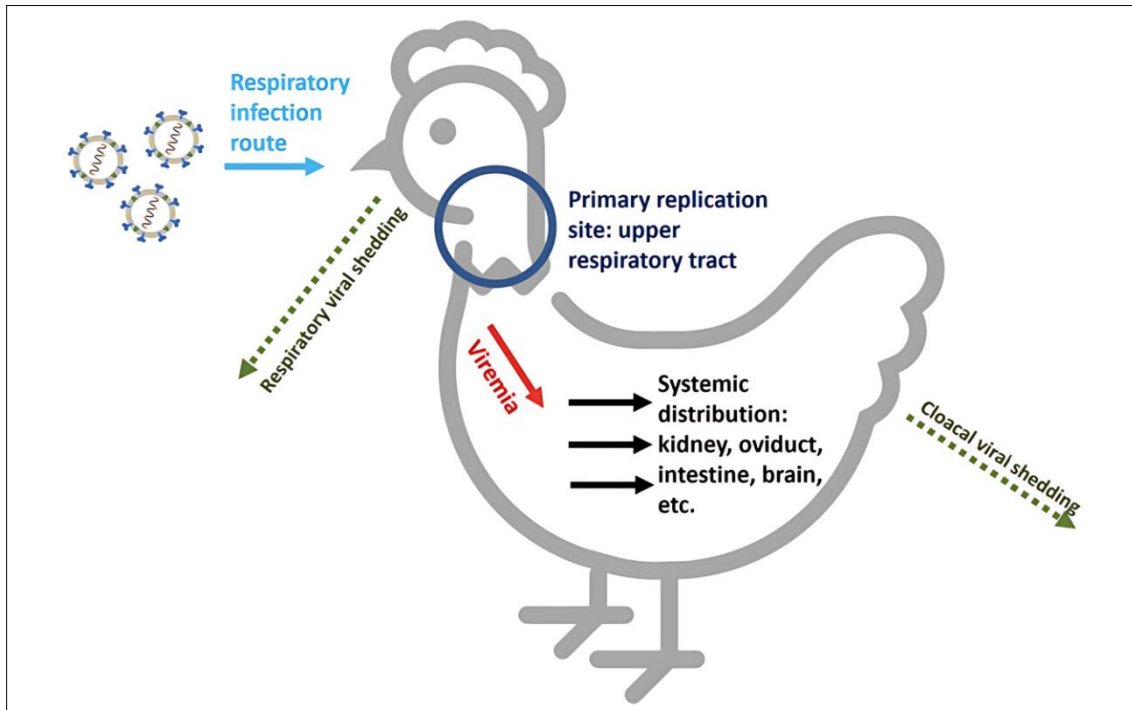 Respiratory
infection
route
Primary replication
site: upper
respiratory tract
Respiratory viral shedding
Viremia
Systemic
distribution:
kidney, oviduct,
intestine, brain,
etc.
Cloacal viral shedding